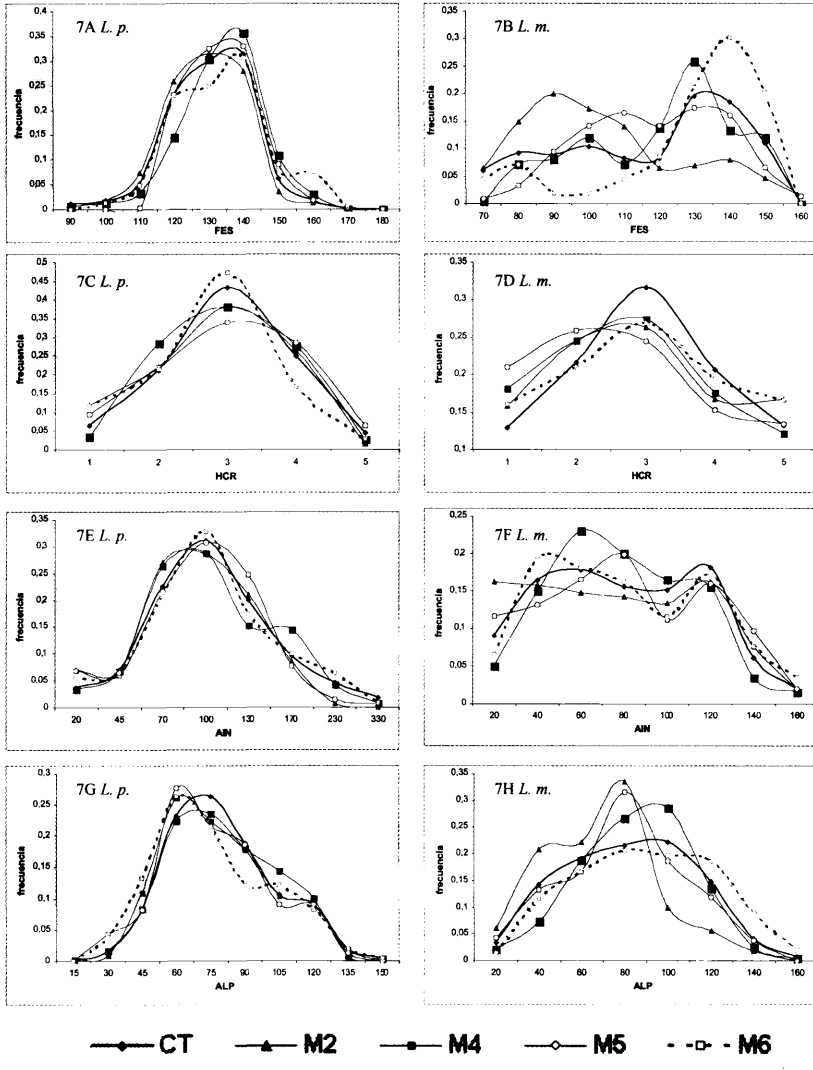 7A L. p.
frecuencia
0,4
0,35
0,3
0,25
0,2
0,15
0,1
0,05
0
90 100 110 120 130 140 150 160 170 180
FES
7B L. m.
frecuencia
0,35
0,3
0,25
0,2
0,15
0,1
0,05
0
70 80 90 100 110 120 130 140 150 160
FES
7C L. p.
frecuencia
0,5
0,45
0,4
0,35
0,3
0,25
0,2
0,15
0,1
0,05
0
1 2 3 4 5
HCR
7D L. m.
frecuencia
0,35
0,3
0,25
0,2
0,15
0,1
1 2 3 4 5
HCR
7E L. p.
frecuencia
0,35
0,3
0,25
0,2
0,15
0,1
0,05
0
20 45 70 100 130 170 230 330
AIN
7F L. m.
frecuencia
0,25
0,2
0,15
0,1
0,05
0
20 40 60 80 100 120 140 160
AIN
7G L. p.
frecuencia
0,3
0,25
0,2
0,15
0,1
0,05
0
15 30 45 60 75 90 105 120 135 150
ALP
7H L. m.
frecuencia
0,35
0,3
0,25
0,2
0,15
0,1
0,05
0
20 40 60 80 100 120 140 160
ALP
CT M2 M4 M5 M6